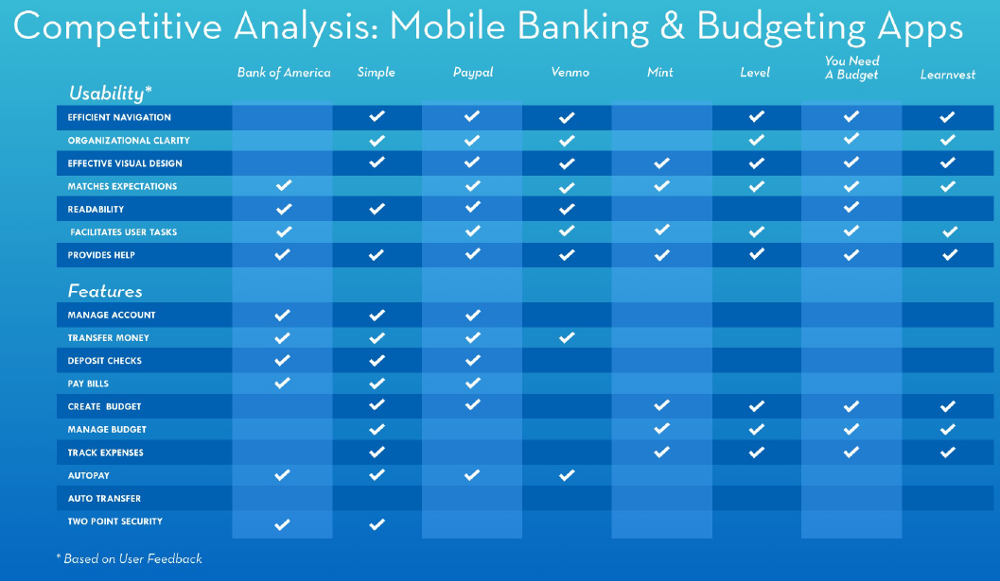 Competitive Analysis: Mobile Banking & Budgeting Apps
Bank of America Simple Paypal Venmo Mint Level You Need A Budget Learnvest
Usability*
EFFICIENT NAVIGATION ✓ ✓ ✓ ✓ ✓ ✓
ORGANIZATIONAL CLARITY ✓ ✓ ✓ ✓ ✓ ✓
EFFECTIVE VISUAL DESIGN ✓ ✓ ✓ ✓ ✓ ✓ ✓
MATCHES EXPECTATIONS ✓ ✓ ✓ ✓ ✓ ✓ ✓
READABILITY ✓ ✓ ✓ ✓ ✓
FACILITATES USER TASKS ✓ ✓ ✓ ✓ ✓ ✓ ✓
PROVIDES HELP ✓ ✓ ✓ ✓ ✓ ✓ ✓ ✓
Features
MANAGE ACCOUNT ✓ ✓ ✓
TRANSFER MONEY ✓ ✓ ✓ ✓
DEPOSIT CHECKS ✓ ✓ ✓
PAY BILLS ✓ ✓ ✓
CREATE BUDGET ✓ ✓ ✓ ✓ ✓ ✓
MANAGE BUDGET ✓ ✓ ✓ ✓ ✓
TRACK EXPENSES ✓ ✓ ✓ ✓ ✓
AUTOPAY ✓ ✓ ✓ ✓
AUTO TRANSFER
TWO POINT SECURITY ✓ ✓
* Based on User Feedback